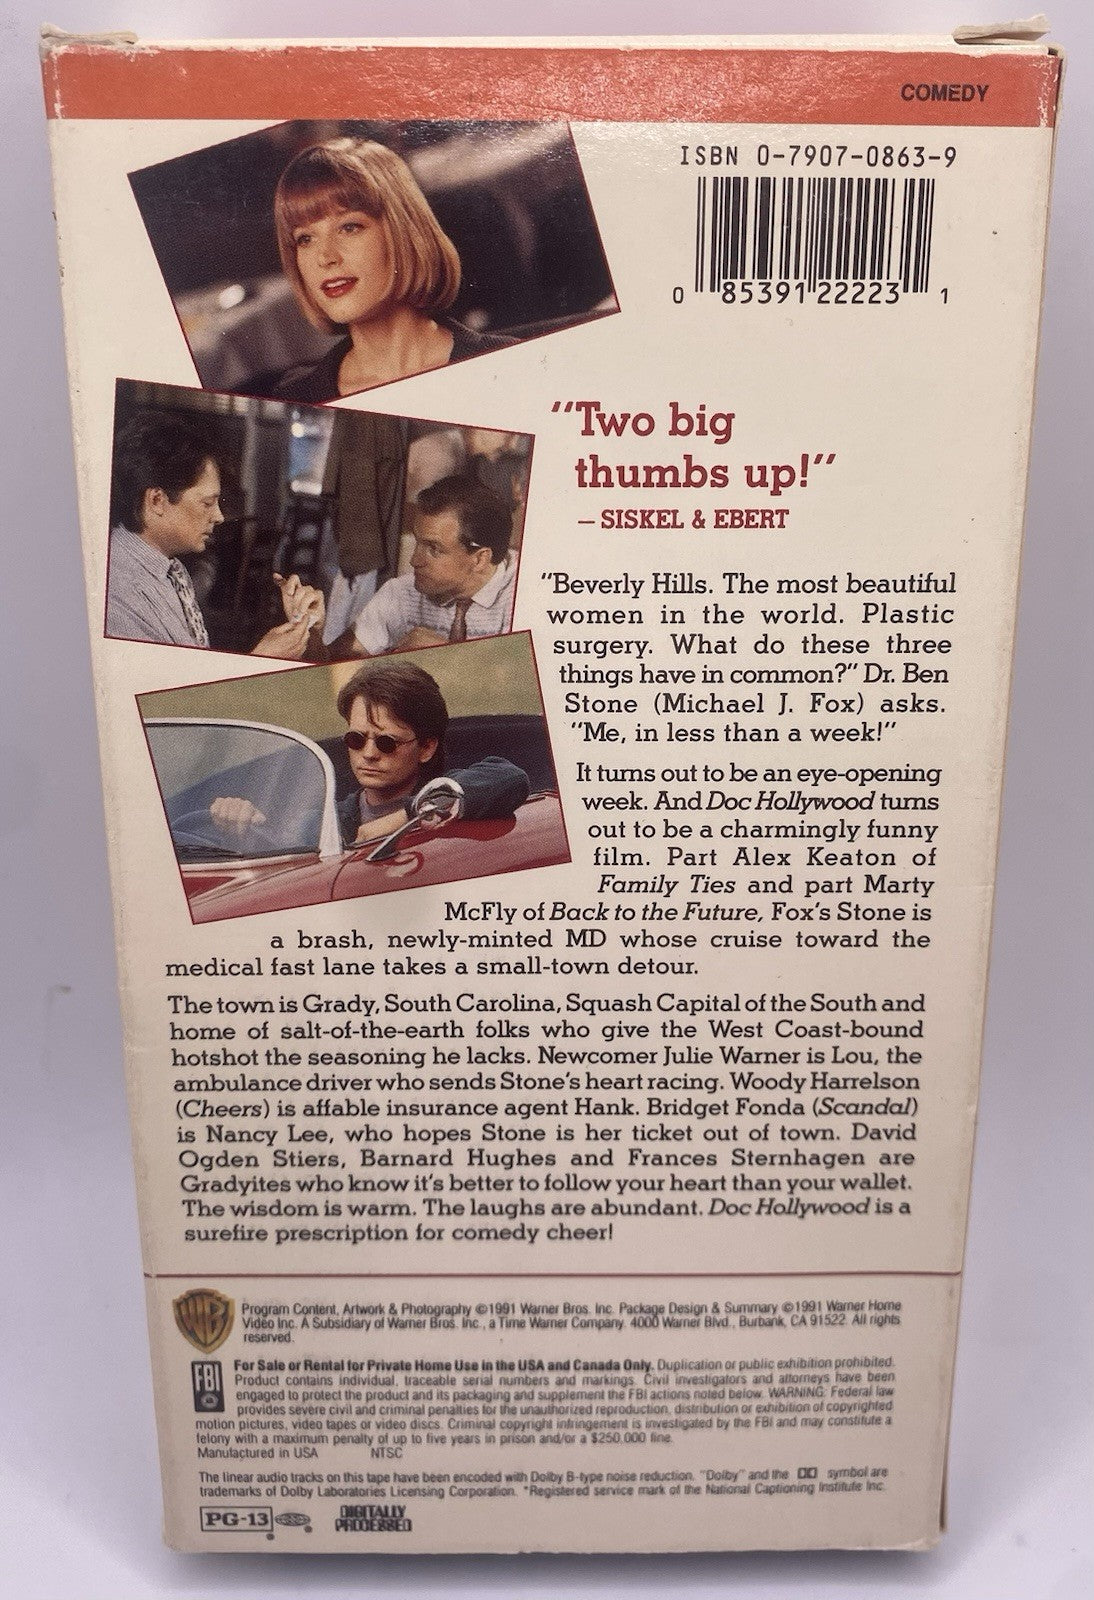 COMEDY
ISBN 0-7907-0863-9
0 85391 22223 1
"Two big
thumbs up!"
– SISKEL & EBERT
"Beverly Hills. The most beautiful
women in the world. Plastic
surgery. What do these three
things have in common?" Dr. Ben
Stone (Michael J. Fox) asks.
"Me, in less than a week!"
It turns out to be an eye-opening
week. And Doc Hollywood turns
out to be a charmingly funny
film. Part Alex Keaton of
Family Ties and part Marty
McFly of Back to the Future, Fox's Stone is
a brash, newly-minted MD whose cruise toward the
medical fast lane takes a small-town detour.
The town is Grady, South Carolina, Squash Capital of the South and
home of salt-of-the-earth folks who give the West Coast-bound
hotshot the seasoning he lacks. Newcomer Julie Warner is Lou, the
ambulance driver who sends Stone's heart racing. Woody Harrelson
(Cheers) is affable insurance agent Hank. Bridget Fonda (Scandal)
is Nancy Lee, who hopes Stone is her ticket out of town. David
Ogden Stiers, Barnard Hughes and Frances Sternhagen are
Gradyites who know it's better to follow your heart than your wallet.
The wisdom is warm. The laughs are abundant. Doc Hollywood is a
surefire prescription for comedy cheer!
WB
Program Content, Artwork & Photography ©1991 Warner Bros. Inc. Package Design & Summary ©1991 Warner Home
Video Inc. A Subsidiary of Warner Bros. Inc., a Time Warner Company. 4000 Warner Blvd., Burbank, CA 91522. All rights
reserved.
FBI
For Sale or Rental for Private Home Use in the USA and Canada Only. Duplication or public exhibition prohibited.
Product contains individual, traceable serial numbers and markings. Civil investigators and attorneys have been
engaged to protect the product and its packaging and supplement the FBI actions noted below. WARNING: Federal law
provides severe civil and criminal penalties for the unauthorized reproduction, distribution or exhibition of copyrighted
motion pictures, video tapes or video discs. Criminal copyright infringement is investigated by the FBI and may constitute a
felony with a maximum penalty of up to five years in prison and/or a $250,000 fine.
Manufactured in USA NTSC
The linear audio tracks on this tape have been encoded with Dolby B-type noise reduction. "Dolby" and the symbol are
trademarks of Dolby Laboratories Licensing Corporation. *Registered service mark of the National Captioning Institute Inc.
PG-13
DIGITALLY
PROCESSED